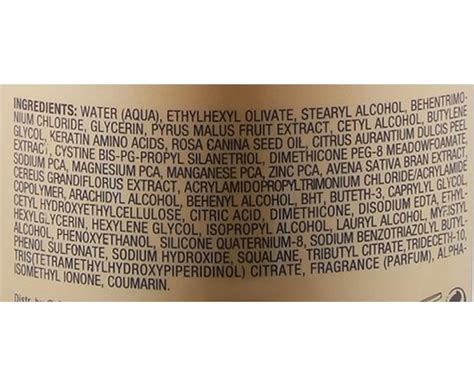 INGREDIENTS: WATER (AQUA), ETHYLHEXYL OLIVATE, STEARYL ALCOHOL, BEHENTRIMO-
NIUM CHLORIDE, GLYCERIN, PYRUS MALUS FRUIT EXTRACT, CETYL ALCOHOL, BUTYLENE
GLYCOL, KERATIN AMINO ACIDS, ROSA CANINA SEED OIL, CITRUS AURANTIUM DULCIS PEEL
EXTRACT, CYSTINE BIS-PG-PROPYL SILANETRIOL, DIMETHICONE PEG-8 MEADOWFOAMATE,
SODIUM PCA, MAGNESIUM PCA, MANGANESE PCA, ZINC PCA, AVENA SATIVA BRAN EXTRACT,
CEREUS GRANDIFLORUS EXTRACT, ACRYLAMIDOPROPYLTRIMONIUM CHLORIDE/ACRYLAMIDE
COPOLYMER, ARACHIDYL ALCOHOL, BEHENYL ALCOHOL, BHT, BUTETH-3, CAPRYLYL GLYCOL,
CETYL HYDROXYETHYLCELLULOSE, CITRIC ACID, DIMETHICONE, DISODIUM EDTA, ETHYL
HEXYLGLYCERIN, HEXYLENE GLYCOL, ISOPROPYL ALCOHOL, LAURYL ALCOHOL, MYRISTYL
ALCOHOL, PHENOXYETHANOL, SILICONE QUATERNIUM-8, SODIUM BENZOTRIAZOLYL BUTYL
PHENOL SULFONATE, SODIUM HYDROXIDE, SQUALANE, TRIBUTYL CITRATE, TRIDECETH-10,
TRIS(TETRAMETHYLHYDROXYPIPERIDINOL) CITRATE, FRAGRANCE (PARFUM), ALPHA-
ISOMETHYL IONONE, COUMARIN.